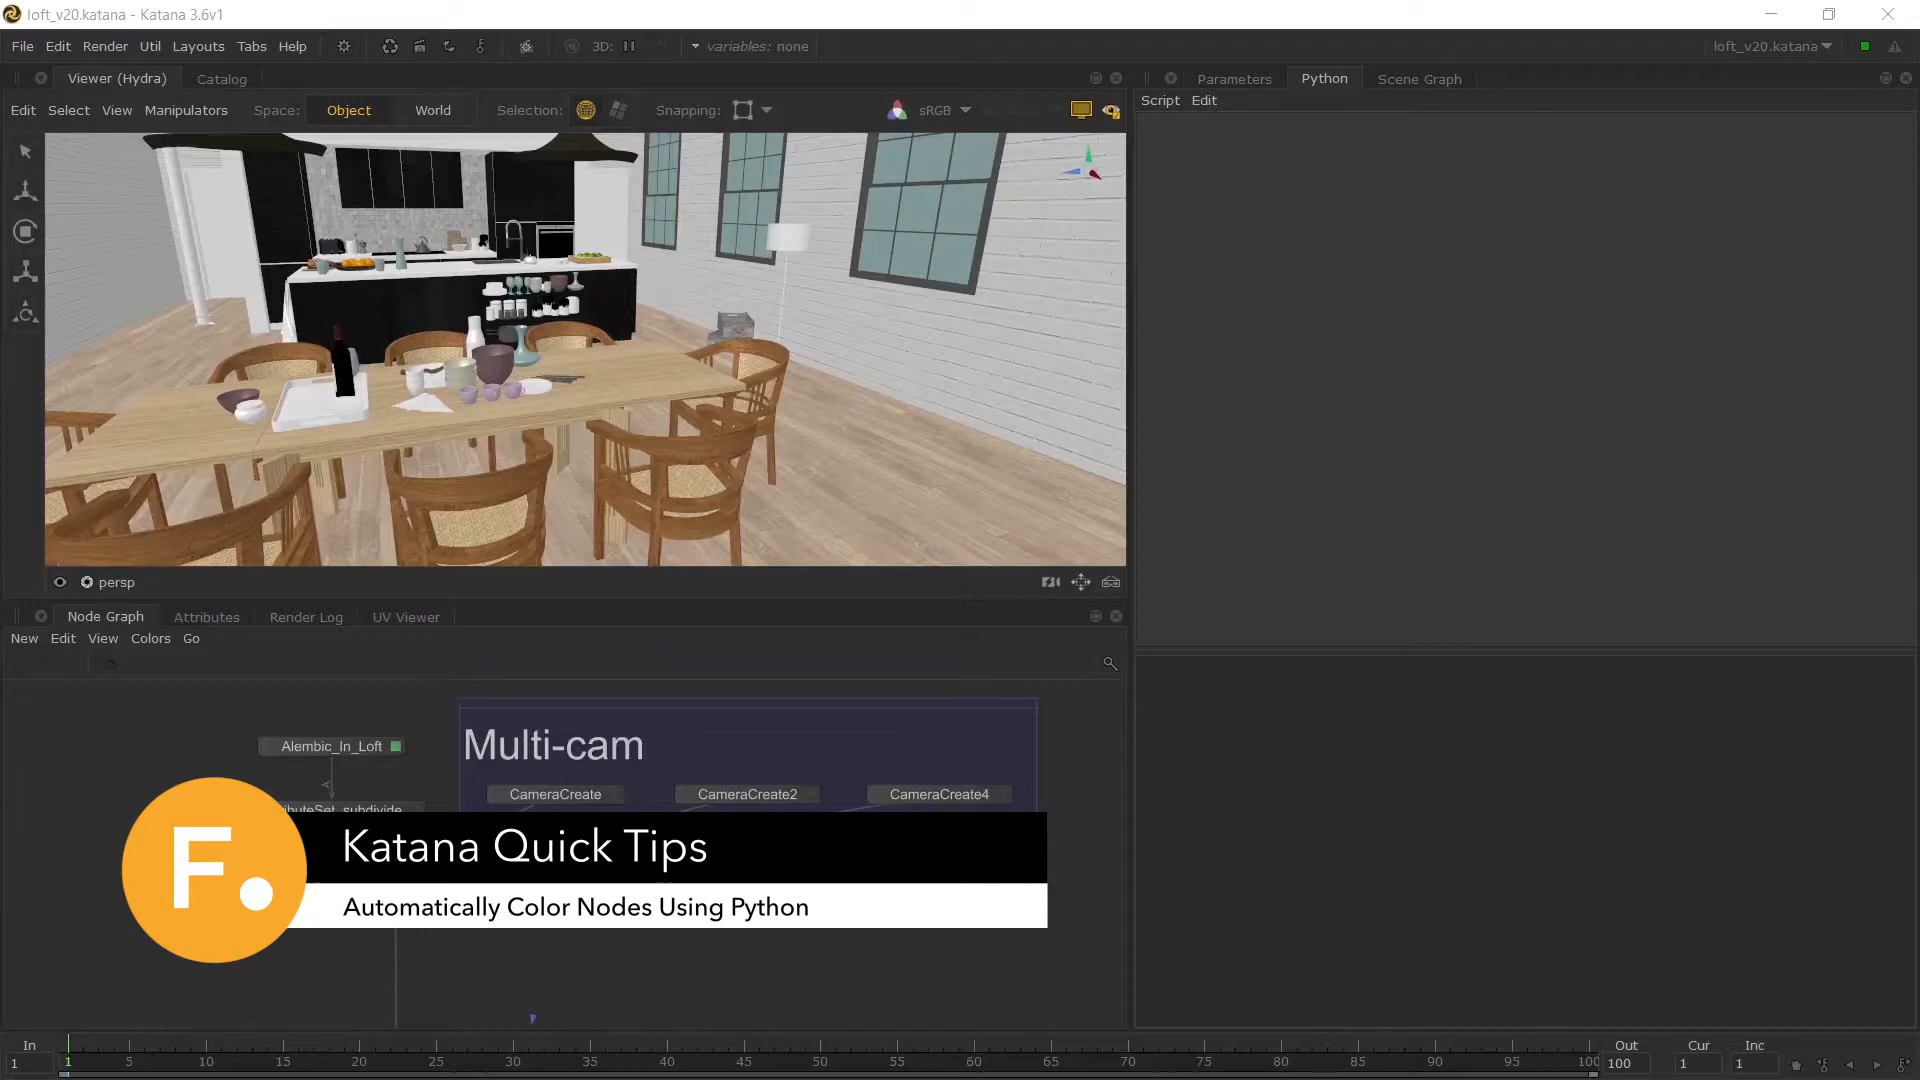 loft_v20.katana - Katana 3.6v1
File Edit Render Util Layouts Tabs Help 3D: variables: none loft_v20.katana
Viewer (Hydra) Catalog
Parameters Python Scene Graph
Edit Select View Manipulators Space: Object World Selection: Snapping: sRGB
Script Edit
persp
Node Graph Attributes Render Log UV Viewer
New Edit View Colors Go
Multi-cam
Alembic_In_Loft
CameraCreate CameraCreate2 CameraCreate4
ibuteSet_subdivide
F.
Katana Quick Tips
Automatically Color Nodes Using Python
In
1
1 5 10 15 20 25 30 35 40 45 50 55 60 65 70 75 80 85 90 95 100
Out Cur Inc
100 1 1